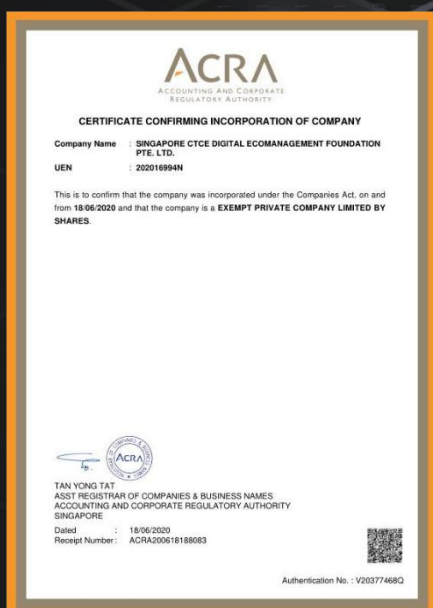 ACRA
ACCOUNTING AND CORPORATE
REGULATORY AUTHORITY
CERTIFICATE CONFIRMING INCORPORATION OF COMPANY
Company Name : SINGAPORE CTCE DIGITAL ECOMANAGEMENT FOUNDATION
PTE. LTD.
UEN : 202016994N
This is to confirm that the company was incorporated under the Companies Act, on and
from 18/06/2020 and that the company is a EXEMPT PRIVATE COMPANY LIMITED BY
SHARES.
ACRA
TAN YONG TAT
ASST REGISTRAR OF COMPANIES & BUSINESS NAMES
ACCOUNTING AND CORPORATE REGULATORY AUTHORITY
SINGAPORE
Dated : 18/06/2020
Receipt Number : ACRA200618188083
Authentication No. : V20377468Q